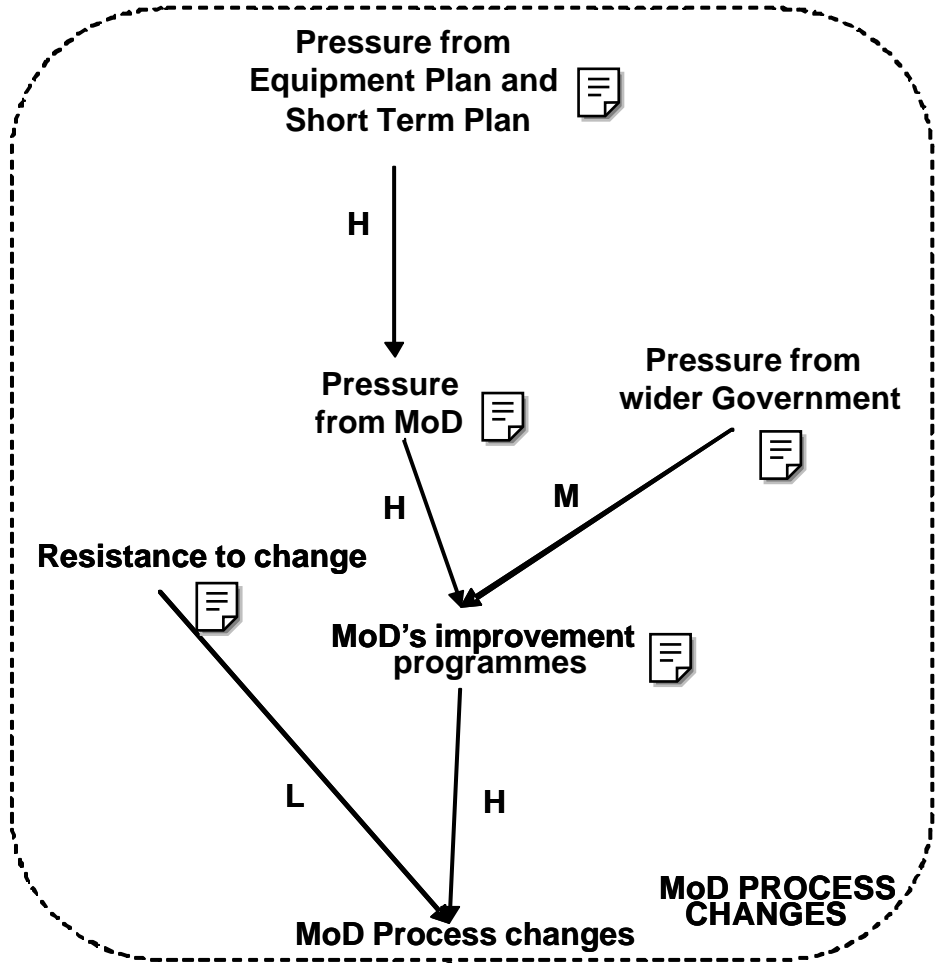 Pressure from
Equipment Plan and
Short Term Plan
H
Pressure
from MoD
Pressure from
wider Government
H
M
Resistance to change
MoD's improvement
programmes
L
H
MoD PROCESS
CHANGES
MoD Process changes